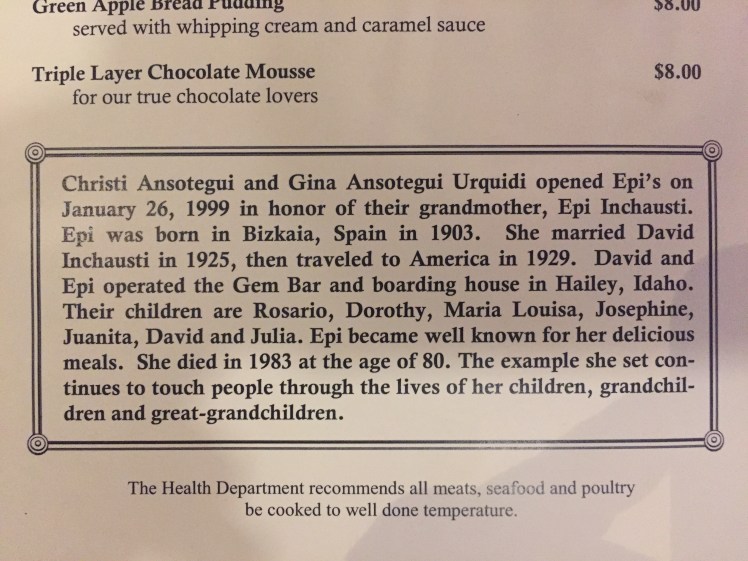 Green Apple Bread Pudding $8.00
served with whipping cream and caramel sauce
Triple Layer Chocolate Mousse $8.00
for our true chocolate lovers
Christi Ansotegui and Gina Ansotegui Urquidi opened Epi's on
January 26, 1999 in honor of their grandmother, Epi Inchausti.
Epi was born in Bizkaia, Spain in 1903. She married David
Inchausti in 1925, then traveled to America in 1929. David and
Epi operated the Gem Bar and boarding house in Hailey, Idaho.
Their children are Rosario, Dorothy, Maria Louisa, Josephine,
Juanita, David and Julia. Epi became well known for her delicious
meals. She died in 1983 at the age of 80. The example she set con-
tinues to touch people through the lives of her children, grandchil-
dren and great-grandchildren.
The Health Department recommends all meats, seafood and poultry
be cooked to well done temperature.